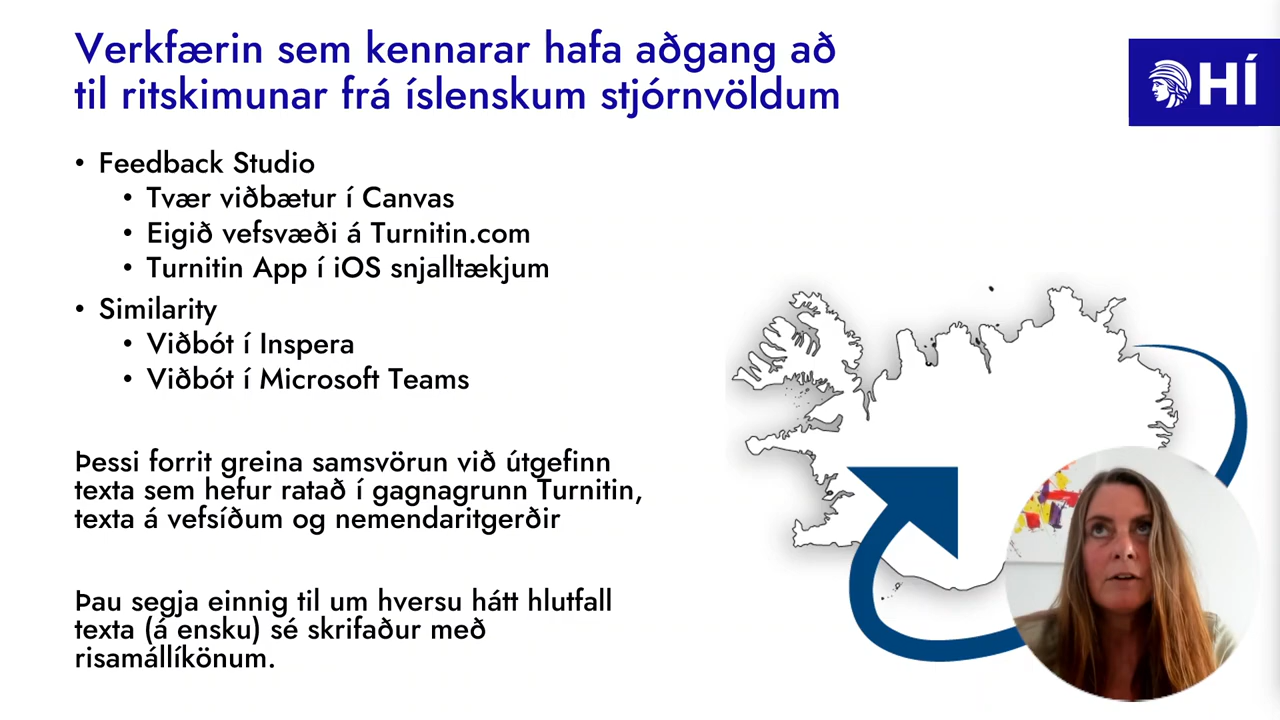 Verkfærin sem kennarar hafa aðgang að
til ritskimunar frá íslenskum stjórnvöldum
HÍ
• Feedback Studio
• Tvær viðbætur í Canvas
• Eigið vefsvæði á Turnitin.com
• Turnitin App í iOS snjalltækjum
• Similarity
• Viðbót í Inspera
• Viðbót í Microsoft Teams
Þessi forrit greina samsvörun við útgefinn
texta sem hefur ratað í gagnagrunn Turnitin,
texta á vefsíðum og nemendaritgerðir
Þau segja einnig til um hversu hátt hlutfall
texta (á ensku) sé skrifaður með
risamállíkönum.